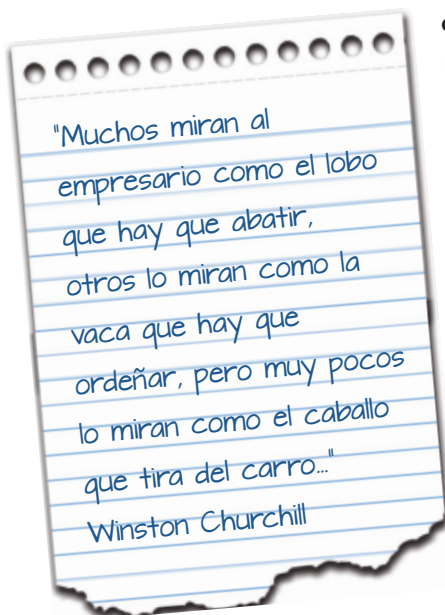 "Muchos miran al
empresario como el lobo
que hay que abatir,
otros lo miran como la
vaca que hay que
ordeñar, pero muy pocos
lo miran como el caballo
que tira del carro..."
Winston Churchill